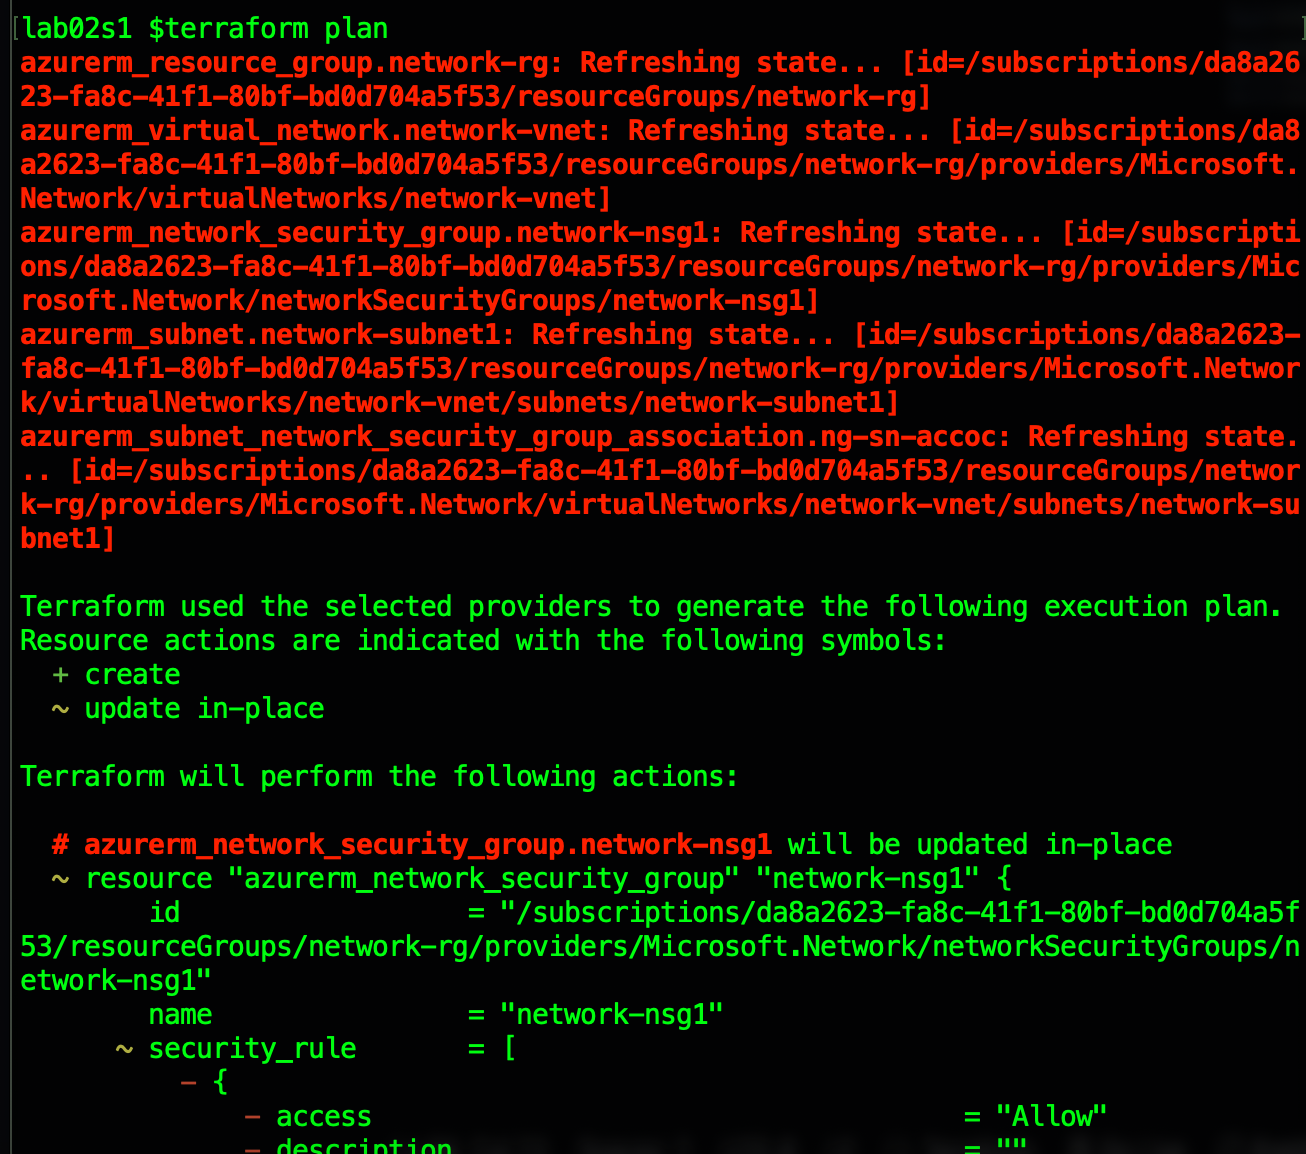 [lab02s1 $terraform plan ]
azurerm_resource_group.network-rg: Refreshing state... [id=/subscriptions/da8a26
23-fa8c-41f1-80bf-bd0d704a5f53/resourceGroups/network-rg]
azurerm_virtual_network.network-vnet: Refreshing state... [id=/subscriptions/da8
a2623-fa8c-41f1-80bf-bd0d704a5f53/resourceGroups/network-rg/providers/Microsoft.
Network/virtualNetworks/network-vnet]
azurerm_network_security_group.network-nsg1: Refreshing state... [id=/subscripti
ons/da8a2623-fa8c-41f1-80bf-bd0d704a5f53/resourceGroups/network-rg/providers/Mic
rosoft.Network/networkSecurityGroups/network-nsg1]
azurerm_subnet.network-subnet1: Refreshing state... [id=/subscriptions/da8a2623-
fa8c-41f1-80bf-bd0d704a5f53/resourceGroups/network-rg/providers/Microsoft.Networ
k/virtualNetworks/network-vnet/subnets/network-subnet1]
azurerm_subnet_network_security_group_association.ng-sn-accoc: Refreshing state.
.. [id=/subscriptions/da8a2623-fa8c-41f1-80bf-bd0d704a5f53/resourceGroups/networ
k-rg/providers/Microsoft.Network/virtualNetworks/network-vnet/subnets/network-su
bnet1]
Terraform used the selected providers to generate the following execution plan.
Resource actions are indicated with the following symbols:
+ create
~ update in-place
Terraform will perform the following actions:
# azurerm_network_security_group.network-nsg1 will be updated in-place
~ resource "azurerm_network_security_group" "network-nsg1" {
id = "/subscriptions/da8a2623-fa8c-41f1-80bf-bd0d704a5f
53/resourceGroups/network-rg/providers/Microsoft.Network/networkSecurityGroups/n
etwork-nsg1"
name = "network-nsg1"
~ security_rule = [
- {
- access = "Allow"
- description = ""